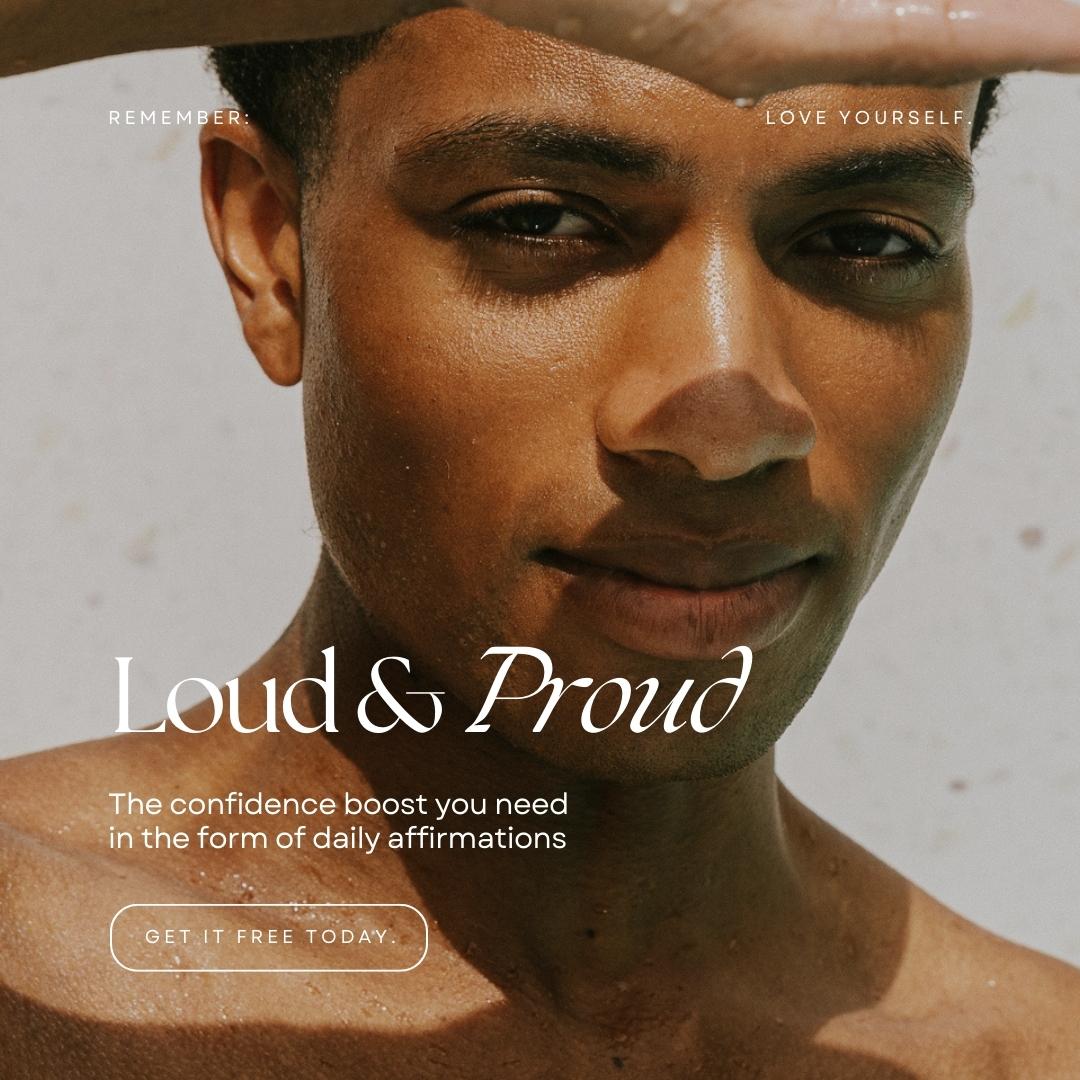 REMEMBER:
LOVE YOURSELF.
Loud & Proud
The confidence boost you need
in the form of daily affirmations
GET IT FREE TODAY.